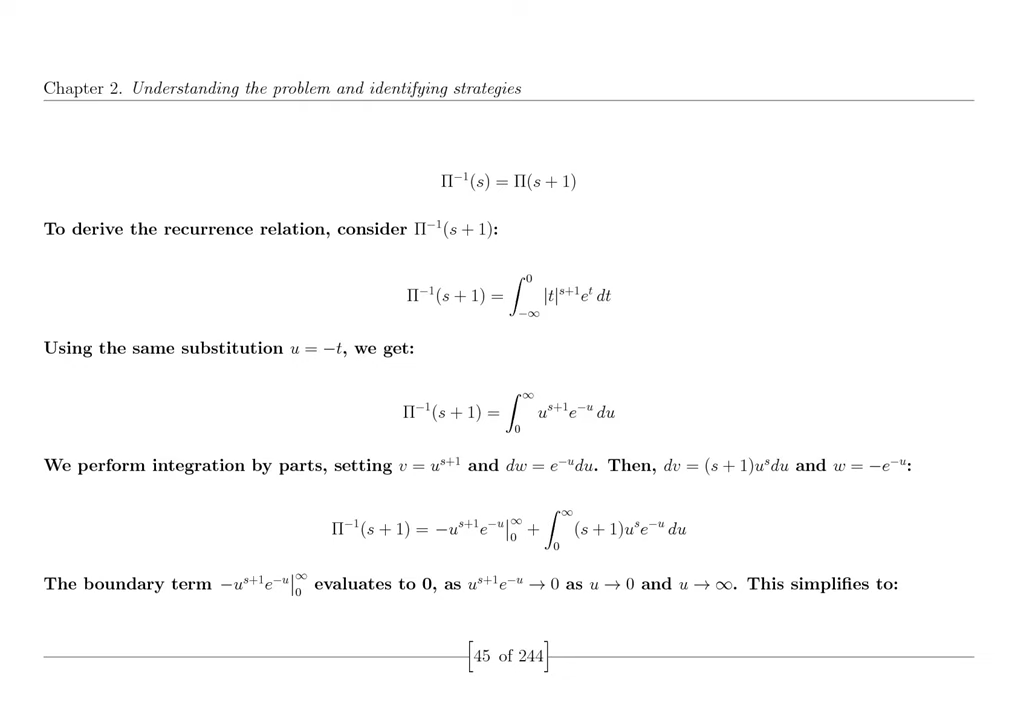 Chapter 2. Understanding the problem and identifying strategies
Π⁻¹(s) = Π(s + 1)
To derive the recurrence relation, consider Π⁻¹(s + 1):
Π⁻¹(s + 1) = ∫_{−∞}^{0} |t|^{s+1} e^{t} dt
Using the same substitution u = −t, we get:
Π⁻¹(s + 1) = ∫_{0}^{∞} u^{s+1} e^{−u} du
We perform integration by parts, setting v = u^{s+1} and dw = e^{−u}du. Then, dv = (s + 1)u^{s}du and w = −e^{−u}:
Π⁻¹(s + 1) = −u^{s+1}e^{−u}|_{0}^{∞} + ∫_{0}^{∞} (s + 1)u^{s}e^{−u} du
The boundary term −u^{s+1}e^{−u}|_{0}^{∞} evaluates to 0, as u^{s+1}e^{−u} → 0 as u → 0 and u → ∞. This simplifies to:
[45 of 244]